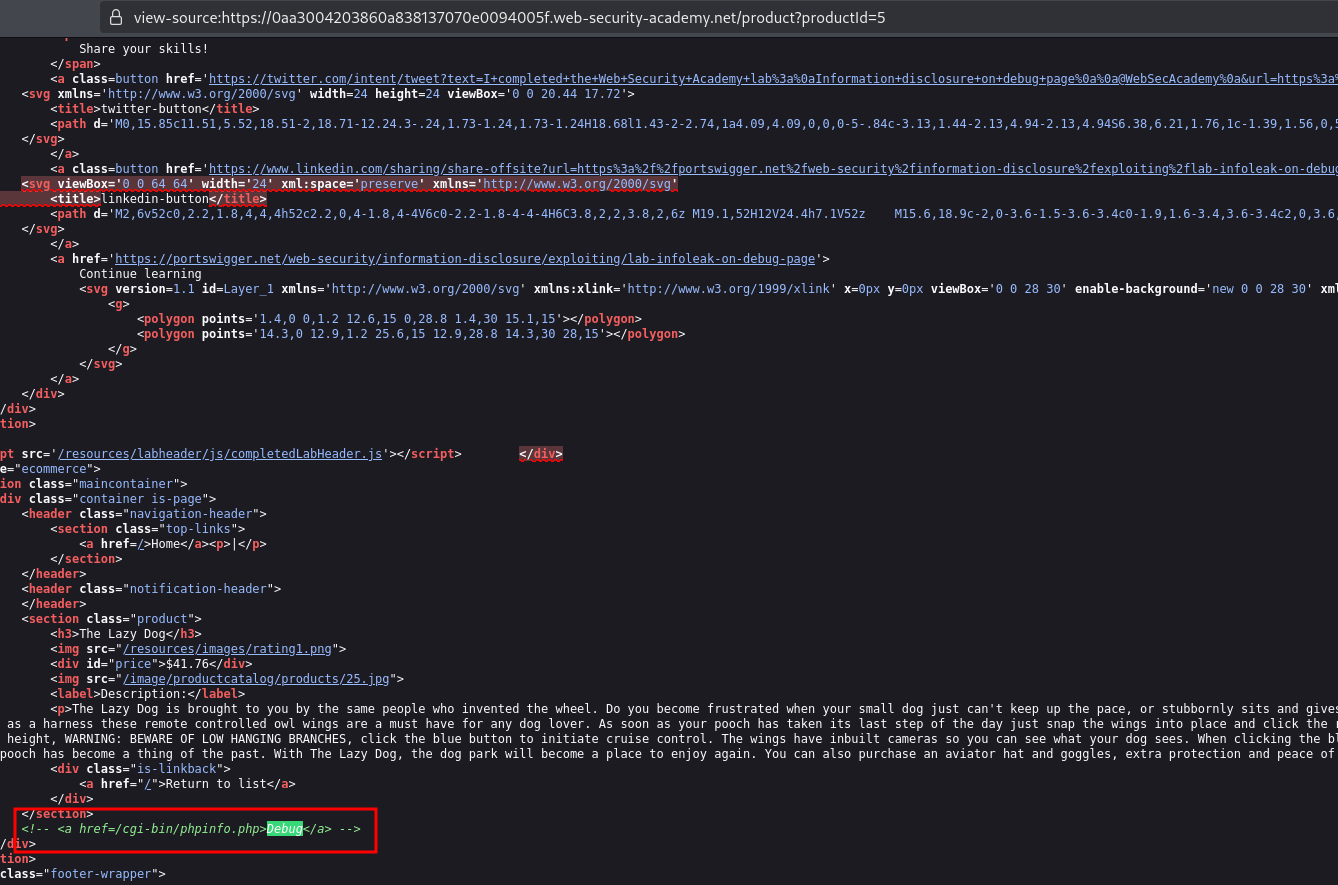 view-source:https://0aa3004203860a838137070e0094005f.web-security-academy.net/product?productId=5
Share your skills!
</span>
<a class=button href='https://twitter.com/intent/tweet?text=I+completed+the+Web+Security+Academy+lab%3a%0aInformation+disclosure+on+debug+page%0a%0a@WebSecAcademy%0a&url=https%3a%
<svg xmlns='http://www.w3.org/2000/svg' width=24 height=24 viewBox='0 0 20.44 17.72'>
<title>twitter-button</title>
<path d='M0,15.85c11.51,5.52,18.51-2,18.71-12.24.3-.24,1.73-1.24,1.73-1.24H18.68l1.43-2-2.74,1a4.09,4.09,0,0,0-5-.84c-3.13,1.44-2.13,4.94-2.13,4.94S6.38,6.21,1.76,1c-1.39,1.56,0,5
</svg>
</a>
<a class=button href='https://www.linkedin.com/sharing/share-offsite?url=https%3a%2f%2fportswigger.net%2fweb-security%2finformation-disclosure%2fexploiting%2flab-infoleak-on-debug
<svg viewBox='0 0 64 64' width='24' xml:space='preserve' xmlns='http://www.w3.org/2000/svg'
<title>linkedin-button</title>
<path d='M2,6v52c0,2.2,1.8,4,4,4h52c2.2,0,4-1.8,4-4V6c0-2.2-1.8-4-4-4H6C3.8,2,2,3.8,2,6z M19.1,52H12V24.4h7.1V52z M15.6,18.9c-2,0-3.6-1.5-3.6-3.4c0-1.9,1.6-3.4,3.6-3.4c2,0,3.6,
</svg>
</a>
<a href='https://portswigger.net/web-security/information-disclosure/exploiting/lab-infoleak-on-debug-page'>
Continue learning
<svg version=1.1 id=Layer_1 xmlns='http://www.w3.org/2000/svg' xmlns:xlink='http://www.w3.org/1999/xlink' x=0px y=0px viewBox='0 0 28 30' enable-background='new 0 0 28 30' xml
<g>
<polygon points='1.4,0 0,1.2 12.6,15 0,28.8 1.4,30 15.1,15'></polygon>
<polygon points='14.3,0 12.9,1.2 25.6,15 12.9,28.8 14.3,30 28,15'></polygon>
</g>
</svg>
</a>
</div>
/div>
tion>
pt src='/resources/labheader/js/completedLabHeader.js'></script> </div>
e="ecommerce">
ion class="maincontainer">
div class="container is-page">
<header class="navigation-header">
<section class="top-links">
<a href=/>Home</a><p>|</p>
</section>
</header>
<header class="notification-header">
</header>
<section class="product">
<h3>The Lazy Dog</h3>
<img src="/resources/images/rating1.png">
<div id="price">$41.76</div>
<img src="/image/productcatalog/products/25.jpg">
<label>Description:</label>
<p>The Lazy Dog is brought to you by the same people who invented the wheel. Do you become frustrated when your small dog just can't keep up the pace, or stubbornly sits and gives
as a harness these remote controlled owl wings are a must have for any dog lover. As soon as your pooch has taken its last step of the day just snap the wings into place and click the
height, WARNING: BEWARE OF LOW HANGING BRANCHES, click the blue button to initiate cruise control. The wings have inbuilt cameras so you can see what your dog sees. When clicking the
pooch has become a thing of the past. With The Lazy Dog, the dog park will become a place to enjoy again. You can also purchase an aviator hat and goggles, extra protection and peace of
<div class="is-linkback">
<a href="/">Return to list</a>
</div>
</section>
<!-- <a href=/cgi-bin/phpinfo.php>Debug</a> -->
/div>
tion>
class="footer-wrapper">